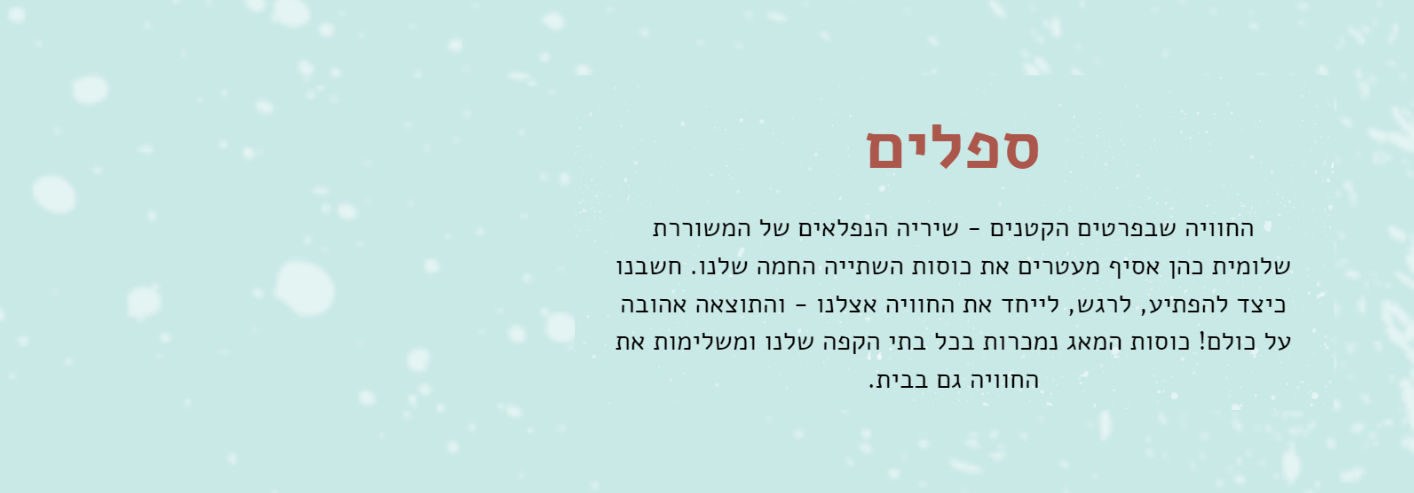 ספלים
החוויה שבפרטים הקטנים - שיריה הנפלאים של המשוררת
שלומית כהן אסיף מעטרים את כוסות השתייה החמה שלנו. חשבנו
כיצד להפתיע, לרגש, לייחד את החוויה אצלנו - והתוצאה אהובה
על כולם! כוסות המאג נמכרות בכל בתי הקפה שלנו ומשלימות את
החוויה גם בבית.